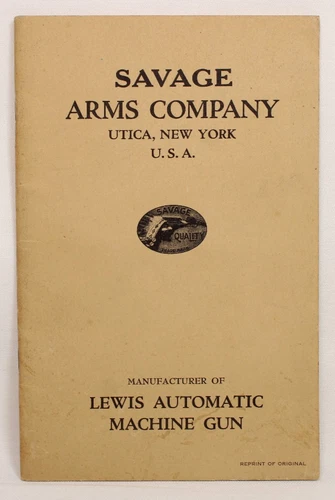 SAVAGE
ARMS COMPANY
UTICA, NEW YORK
U. S. A.
SAVAGE
QUALITY
MANUFACTURER OF
LEWIS AUTOMATIC
MACHINE GUN
REPRINT OF ORIGINAL